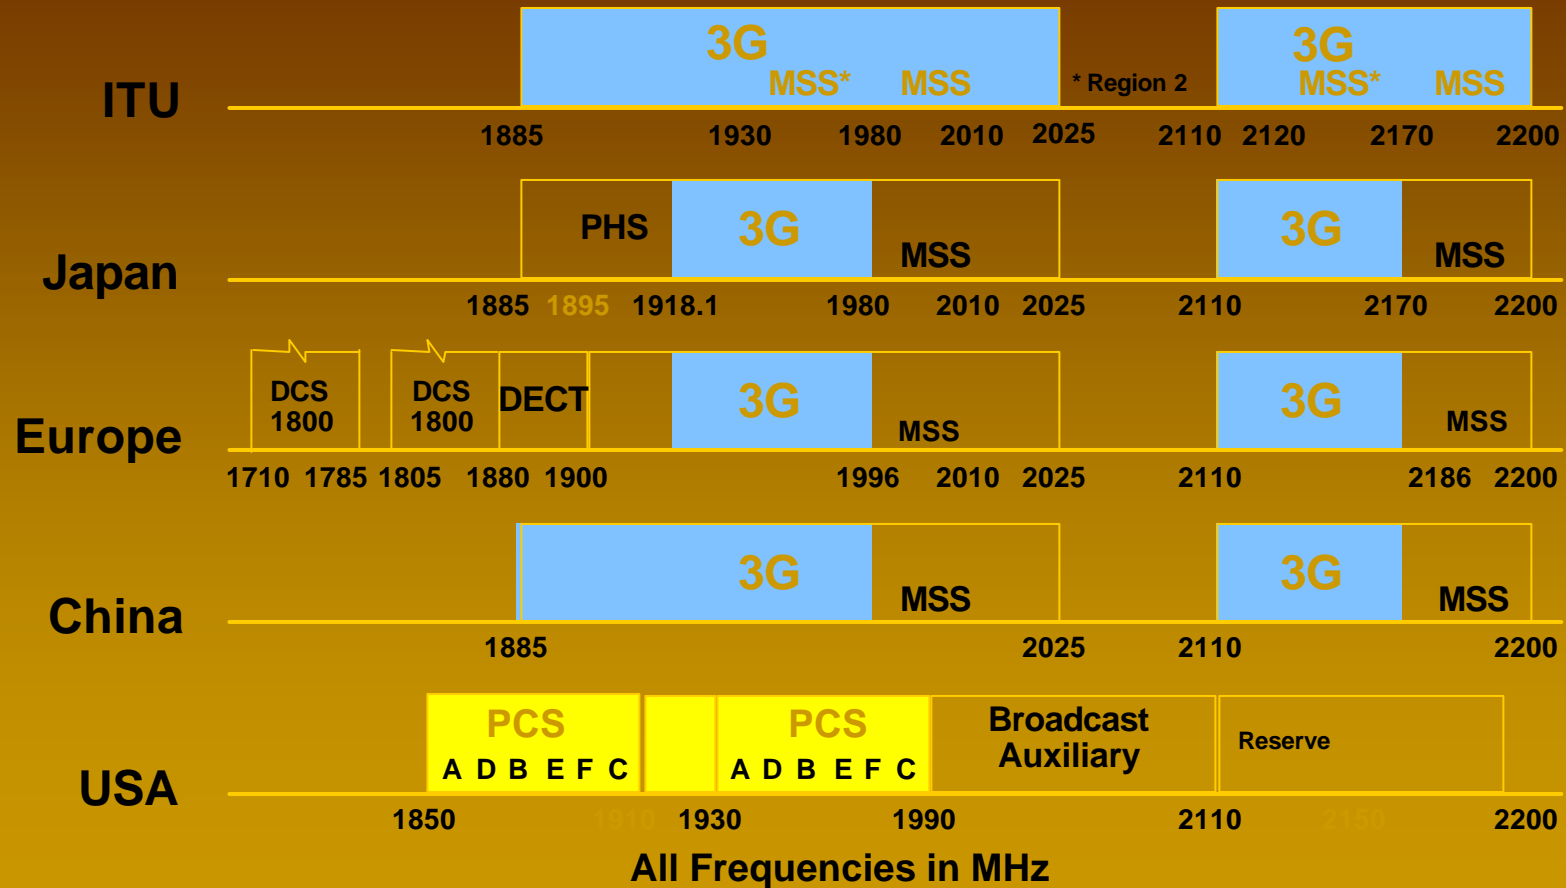 3G
3G
MSS* MSS
* Region 2
MSS* MSS
ITU
1885 1930 1980 2010 2025 2110 2120 2170 2200
PHS 3G MSS 3G MSS
Japan
1885 1895 1918.1 1980 2010 2025 2110 2170 2200
DCS
1800
DCS
1800
DECT 3G MSS 3G MSS
Europe
1710 1785 1805 1880 1900 1996 2010 2025 2110 2186 2200
3G MSS 3G MSS
China
1885 2025 2110 2200
PCS
A D B E F C
PCS
A D B E F C
Broadcast
Auxiliary
Reserve
USA
1850 1910 1930 1990 2110 2150 2200
All Frequencies in MHz